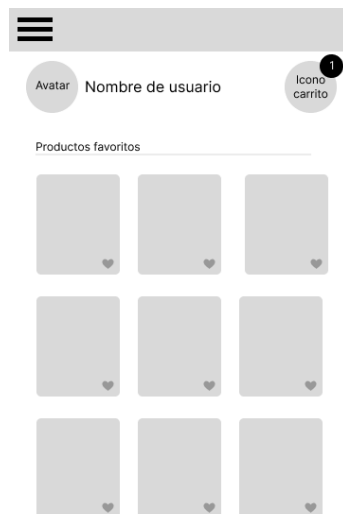 Avatar
Nombre de usuario
Icono
carrito
1
Productos favoritos